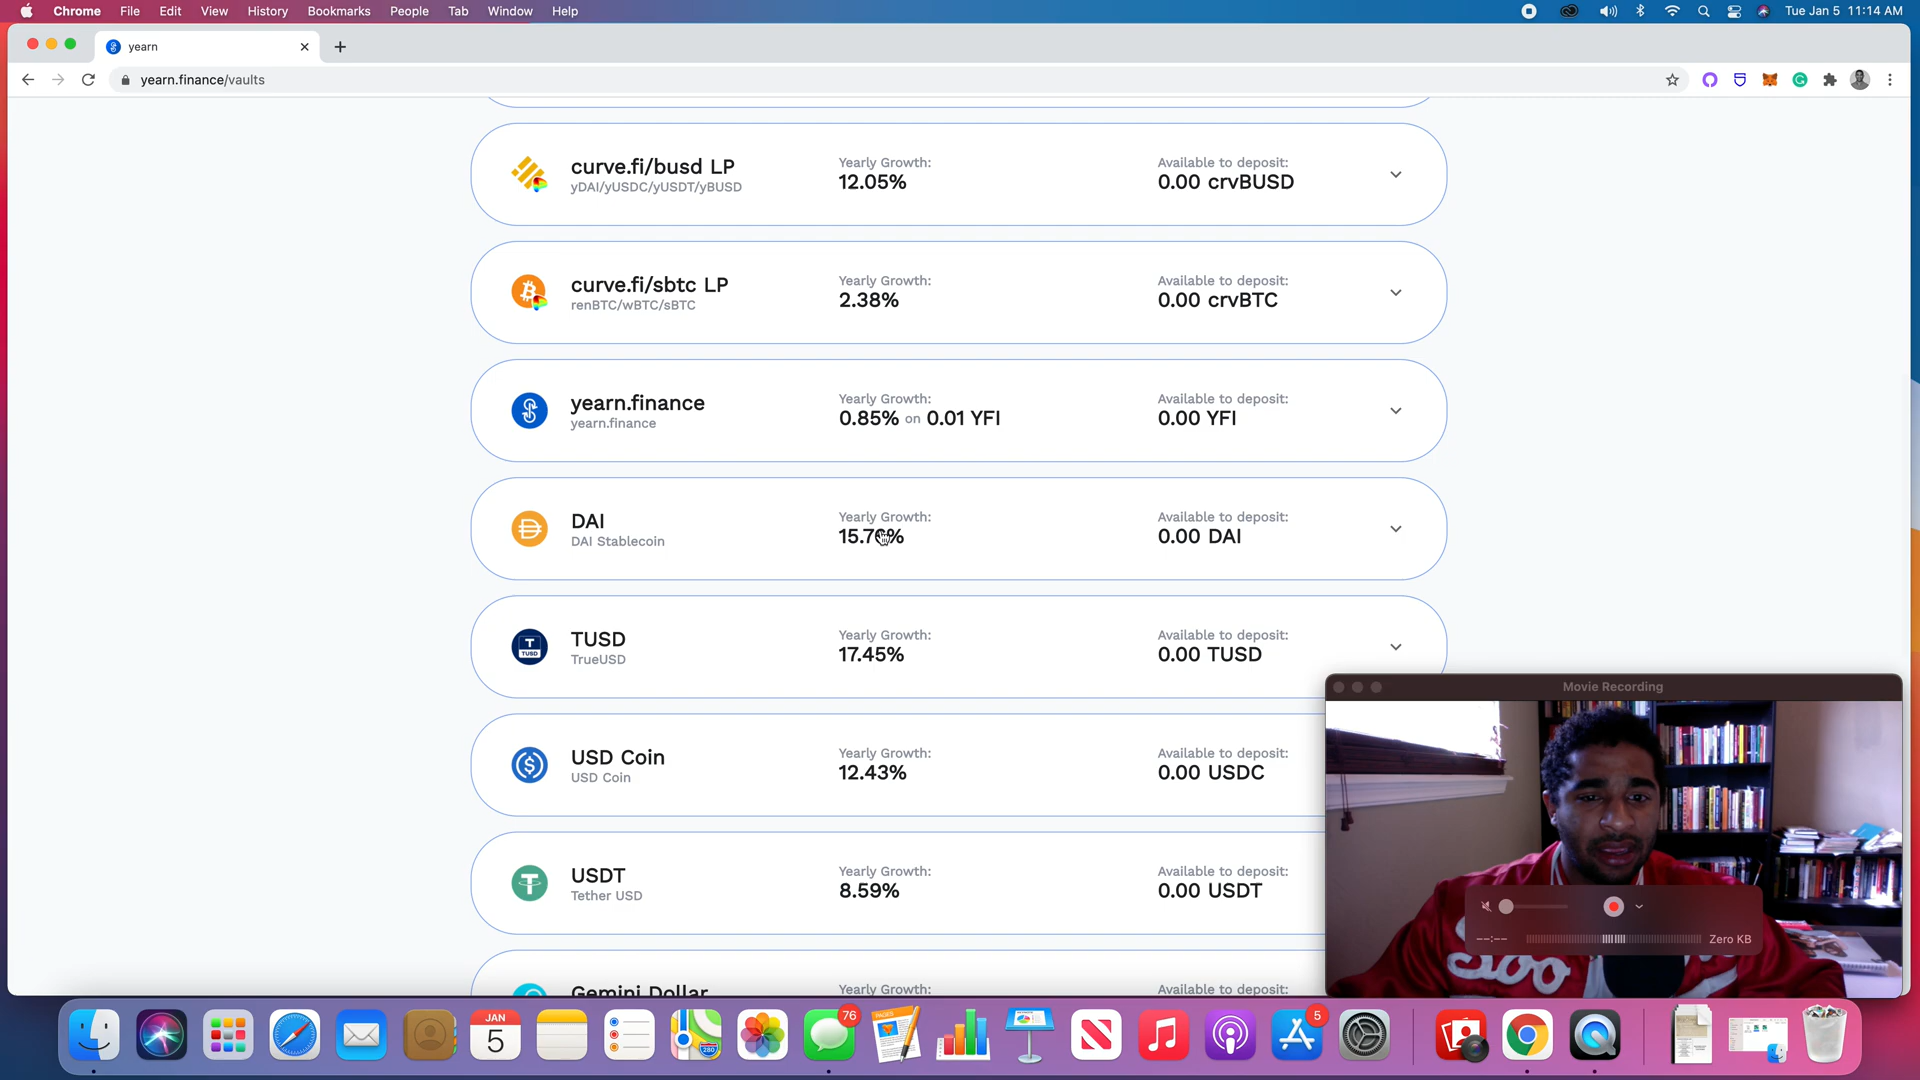 Chrome File Edit View History Bookmarks People Tab Window Help Tue Jan 5 11:14 AM
yearn
yearn.finance/vaults
curve.fi/busd LP
yDAI/yUSDC/yUSDT/yBUSD
Yearly Growth:
12.05%
Available to deposit:
0.00 crvBUSD
curve.fi/sbtc LP
renBTC/wBTC/sBTC
Yearly Growth:
2.38%
Available to deposit:
0.00 crvBTC
yearn.finance
yearn.finance
Yearly Growth:
0.85% on 0.01 YFI
Available to deposit:
0.00 YFI
DAI
DAI Stablecoin
Yearly Growth:
Available to deposit:
0.00 DAI
TUSD
TUSD
TrueUSD
Yearly Growth:
17.45%
Available to deposit:
0.00 TUSD
USD Coin
USD Coin
Yearly Growth:
12.43%
Available to deposit:
0.00 USDC
USDT
Tether USD
Yearly Growth:
8.59%
Available to deposit:
0.00 USDT
Gemini Dollar
Yearly Growth:
Available to deposit:
Movie Recording
--:--
Zero KB
JAN
5
280
76
PAGES
5